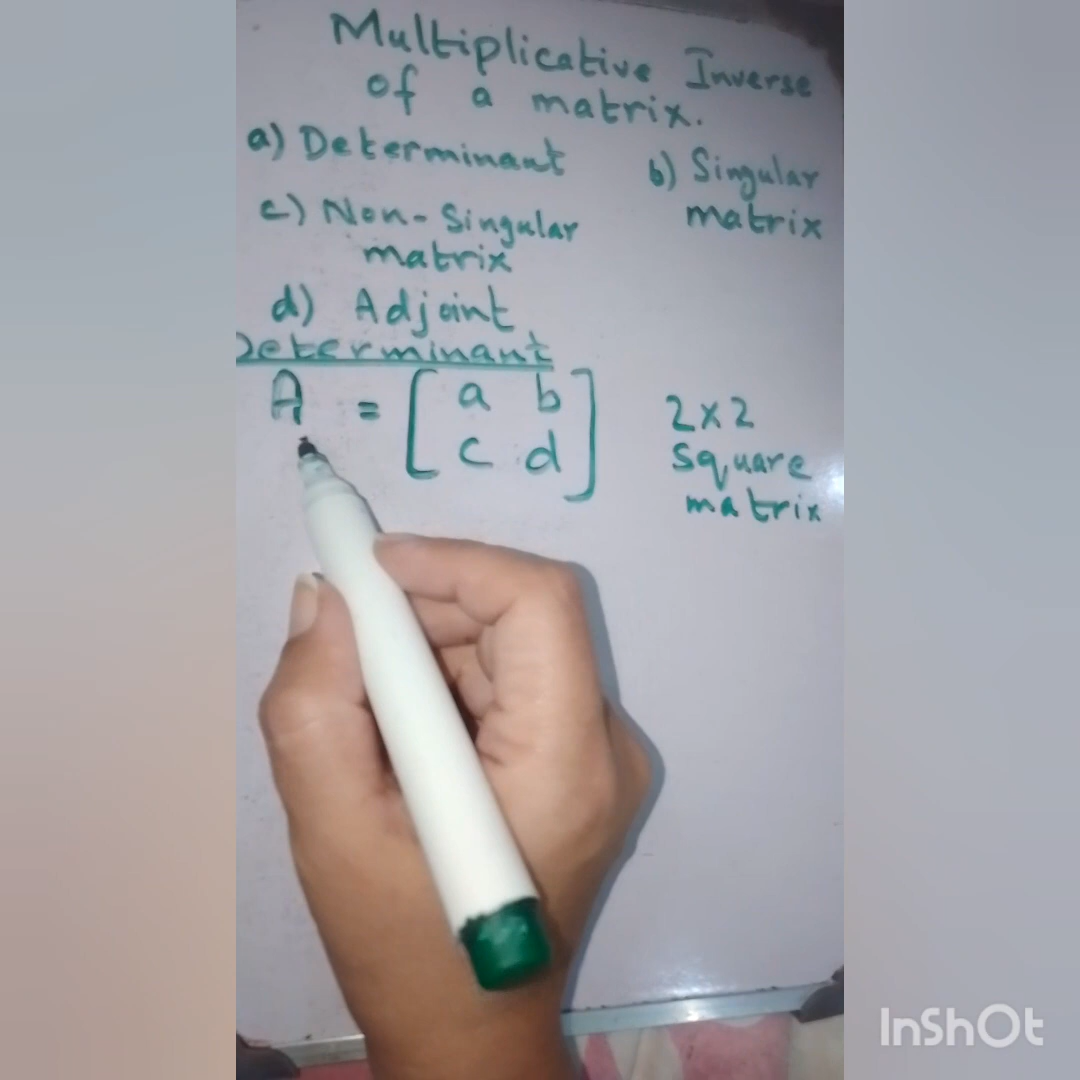 Multiplicative Inverse
of a matrix.
a) Determinant
b) Singular
matrix
c) Non-Singular
matrix
d) Adjoint
Determinant
A = [ a b
c d ]
2x2
Square
matrix
InShOt